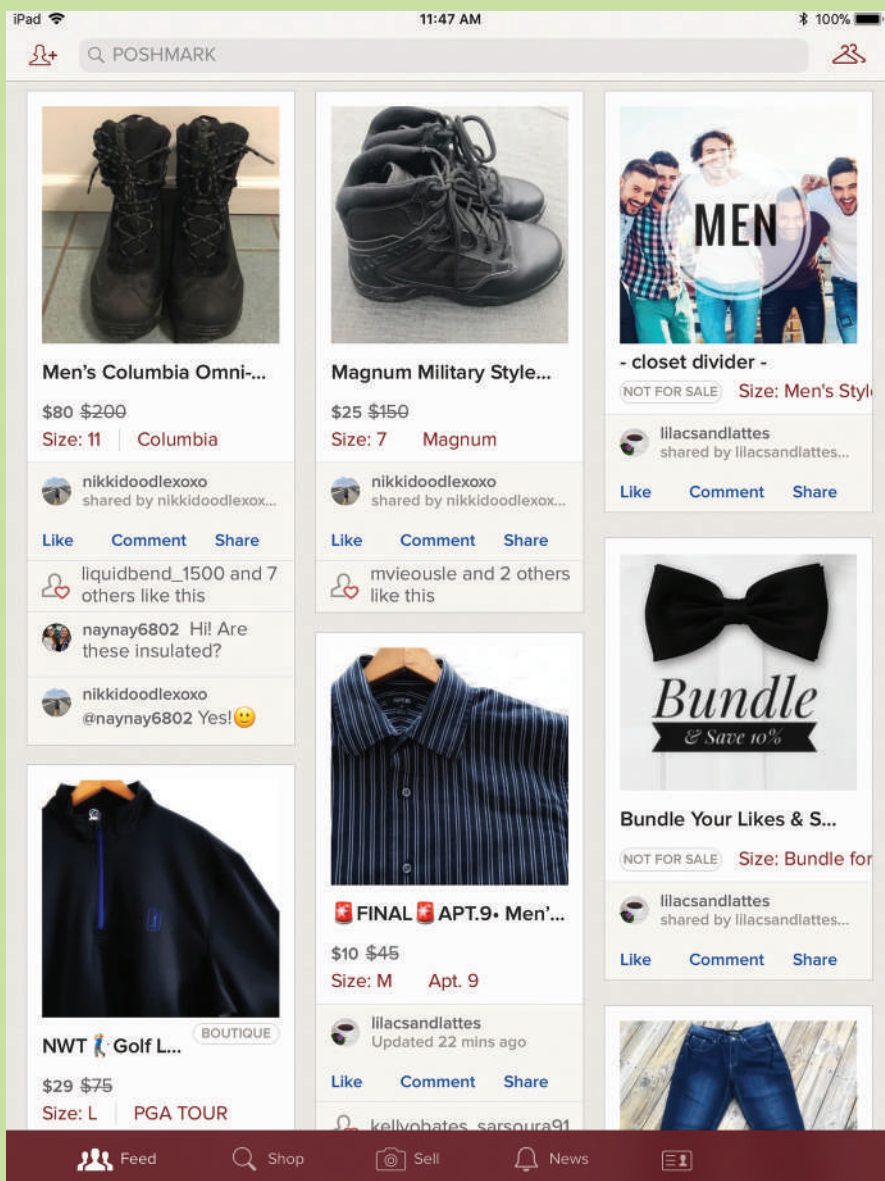 iPad
11:47 AM
100%
POSHMARK
Men's Columbia Omni-...
$80 $200
Size: 11 Columbia
nikkidoodlexoxo
shared by nikkidoodlexox...
Like Comment Share
liquidbend_1500 and 7
others like this
naynay6802 Hi! Are
these insulated?
nikkidoodlexoxo
@naynay6802 Yes!🙂
NWT🏌Golf L...
BOUTIQUE
$29 $75
Size: L PGA TOUR
Magnum Military Style...
$25 $150
Size: 7 Magnum
nikkidoodlexoxo
shared by nikkidoodlexox...
Like Comment Share
mvieousle and 2 others
like this
🚨FINAL🚨APT.9• Men'...
$10 $45
Size: M Apt. 9
lilacsandlattes
Updated 22 mins ago
Like Comment Share
kellyobates, sarsoura91
MEN
- closet divider -
NOT FOR SALE Size: Men's Styl
lilacsandlattes
shared by lilacsandlattes...
Like Comment Share
Bundle
& Save 10%
Bundle Your Likes & S...
NOT FOR SALE Size: Bundle for
lilacsandlattes
shared by lilacsandlattes...
Like Comment Share
Feed
Shop
Sell
News